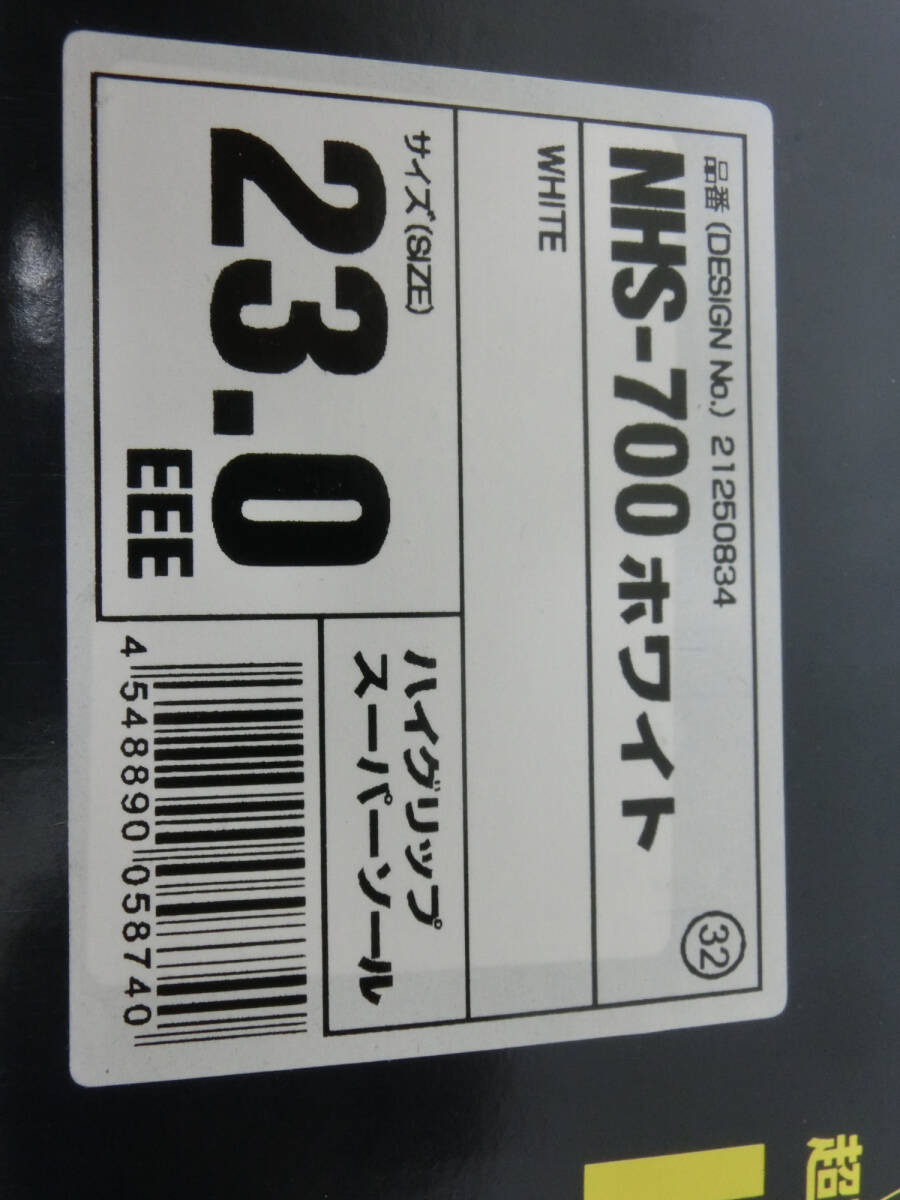 品番 (DESIGN No.) 21250834
32
NHS-700 ホワイト
WHITE
サイズ(SIZE)
23.0
EEE
ハイグリップ
スーパーソール
4 548890 058740
超